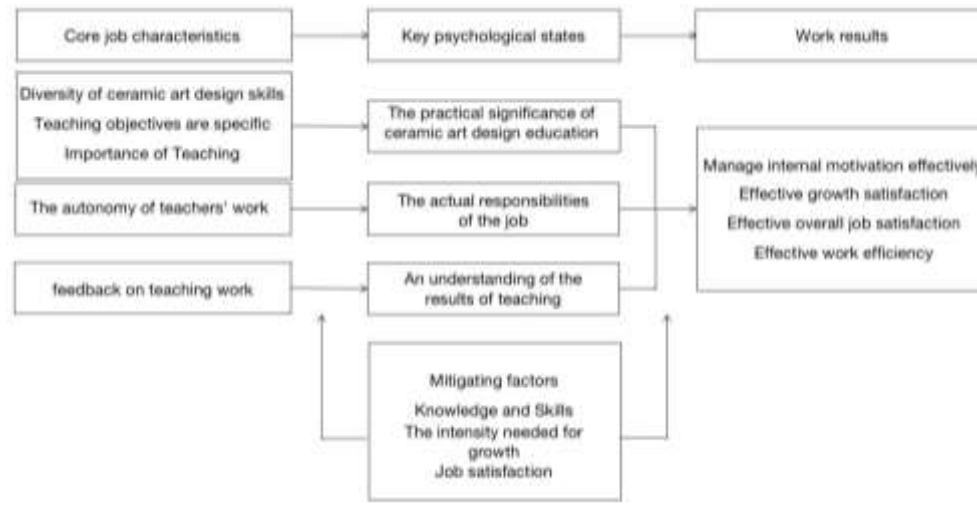 Core job characteristics
Key psychological states
Work results
Diversity of ceramic art design skills
Teaching objectives are specific
Importance of Teaching
The practical significance of
ceramic art design education
The autonomy of teachers' work
The actual responsibilities
of the job
feedback on teaching work
An understanding of the
results of teaching
Manage internal motivation effectively
Effective growth satisfaction
Effective overall job satisfaction
Effective work efficiency
Mitigating factors
Knowledge and Skills
The intensity needed for
growth
Job satisfaction